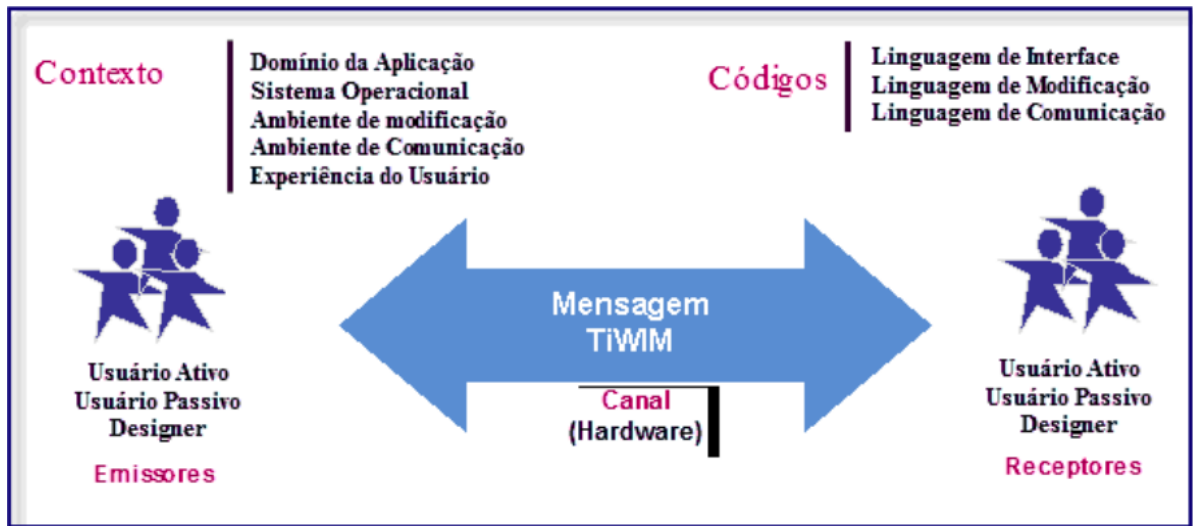 Contexto
Domínio da Aplicação
Sistema Operacional
Ambiente de modificação
Ambiente de Comunicação
Experiência do Usuário
Códigos
Linguagem de Interface
Linguagem de Modificação
Linguagem de Comunicação
Mensagem
TiWIM
Canal
(Hardware)
Usuário Ativo
Usuário Passivo
Designer
Emissores
Usuário Ativo
Usuário Passivo
Designer
Receptores